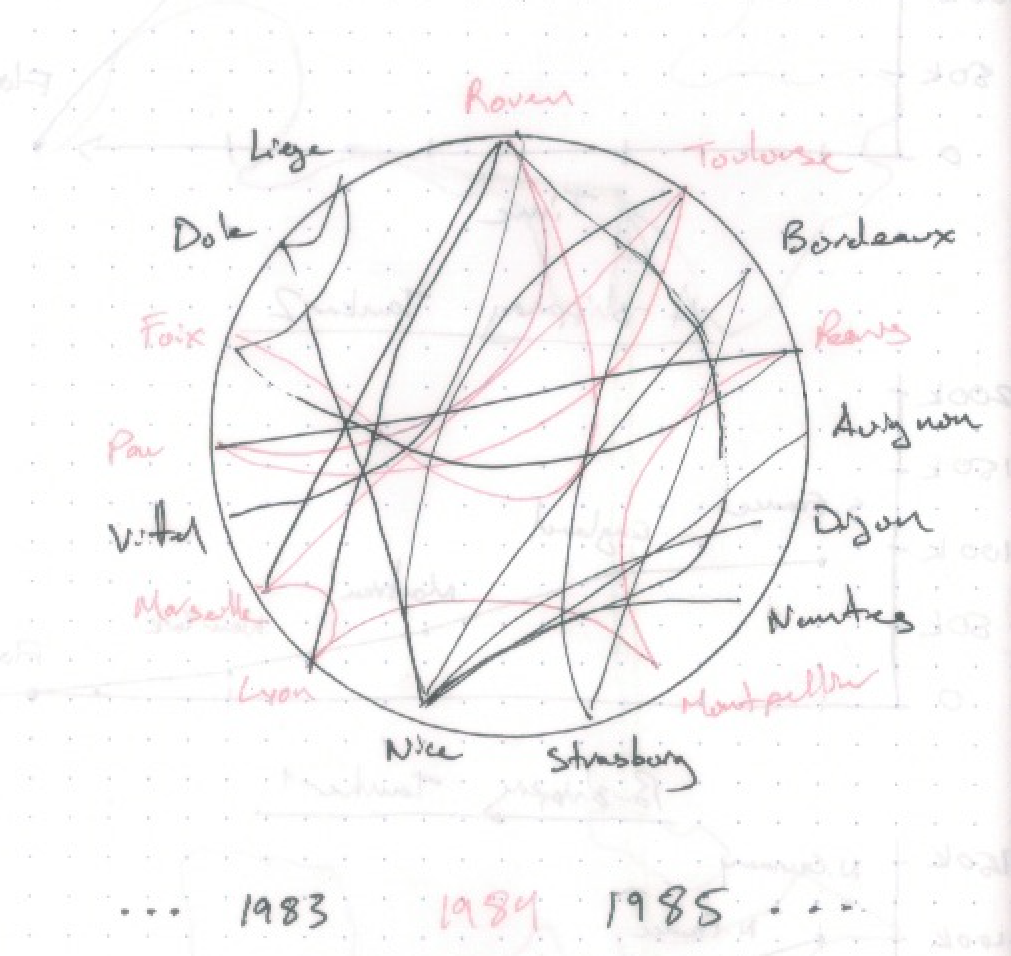 Rouen
Liege
Toulouse
Dole
Bordeaux
Foix
Reams
Pau
Avignon
Vittel
Dijon
Marseille
Nantes
Lyon
Montpellier
Nice
Strasburg
... 1983 1984 1985 ...